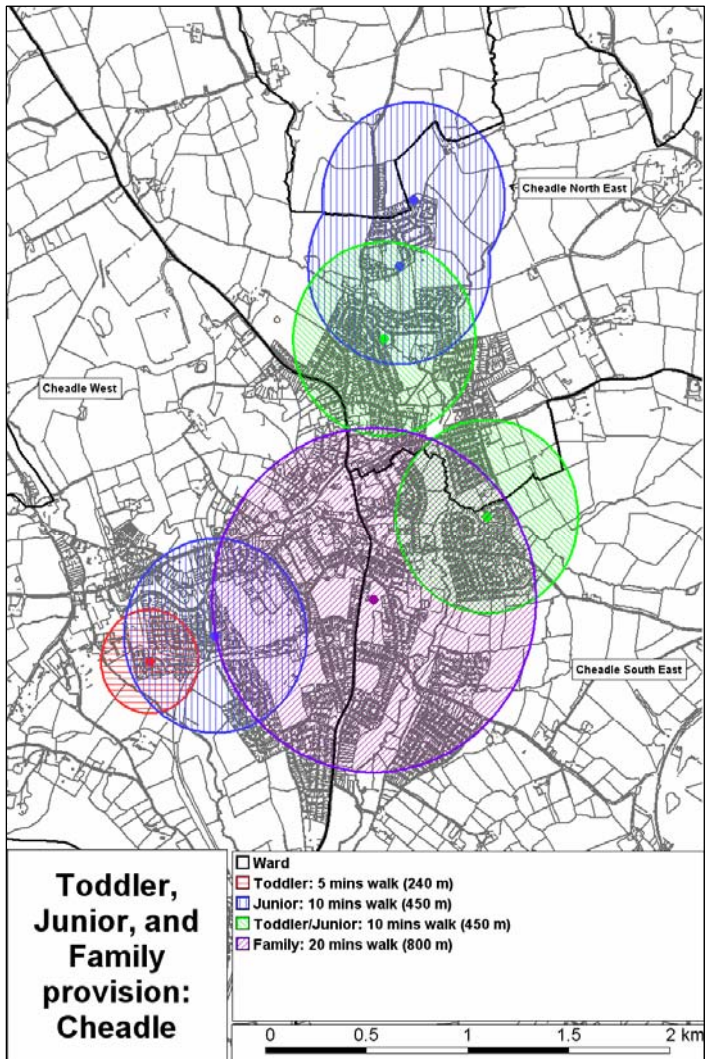 Cheadle North East
Cheadle West
Cheadle South East
Toddler,
Junior, and
Family
provision:
Cheadle
Ward
Toddler: 5 mins walk (240 m)
Junior: 10 mins walk (450 m)
Toddler/Junior: 10 mins walk (450 m)
Family: 20 mins walk (800 m)
0 0.5 1 1.5 2 km